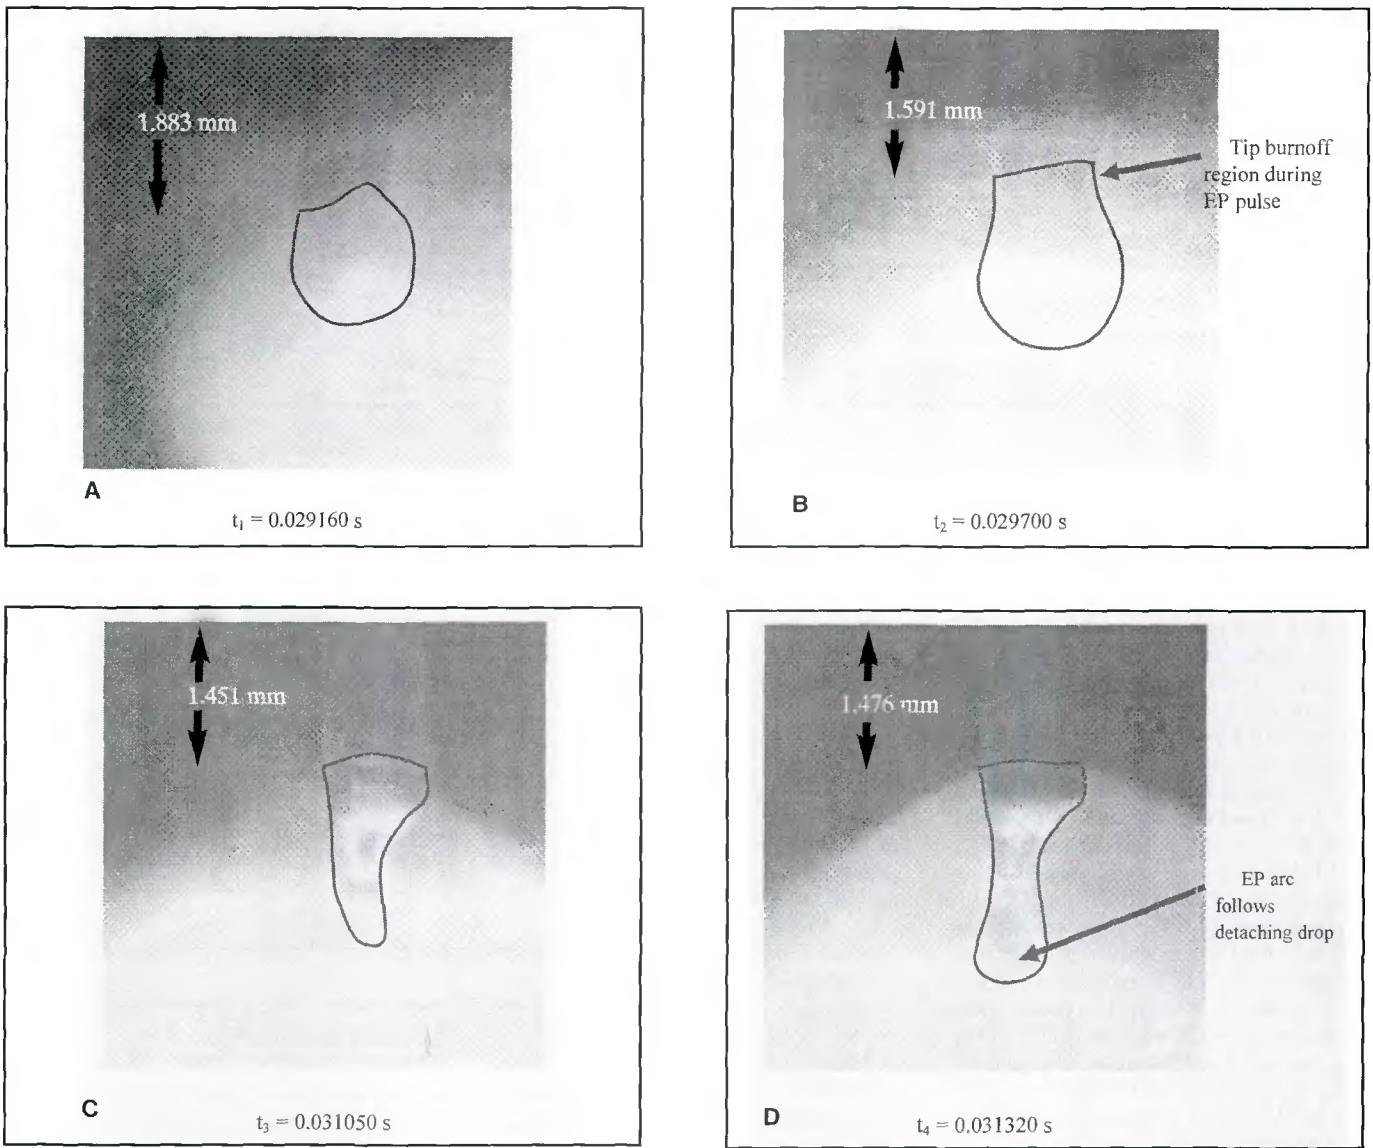 1.883 mm
A
t₁ = 0.029160 s
1.591 mm
Tip burnoff
region during
EP pulse
B
t₂ = 0.029700 s
1.451 mm
C
t₃ = 0.031050 s
1.476 mm
EP arc
follows
detaching drop
D
t₄ = 0.031320 s